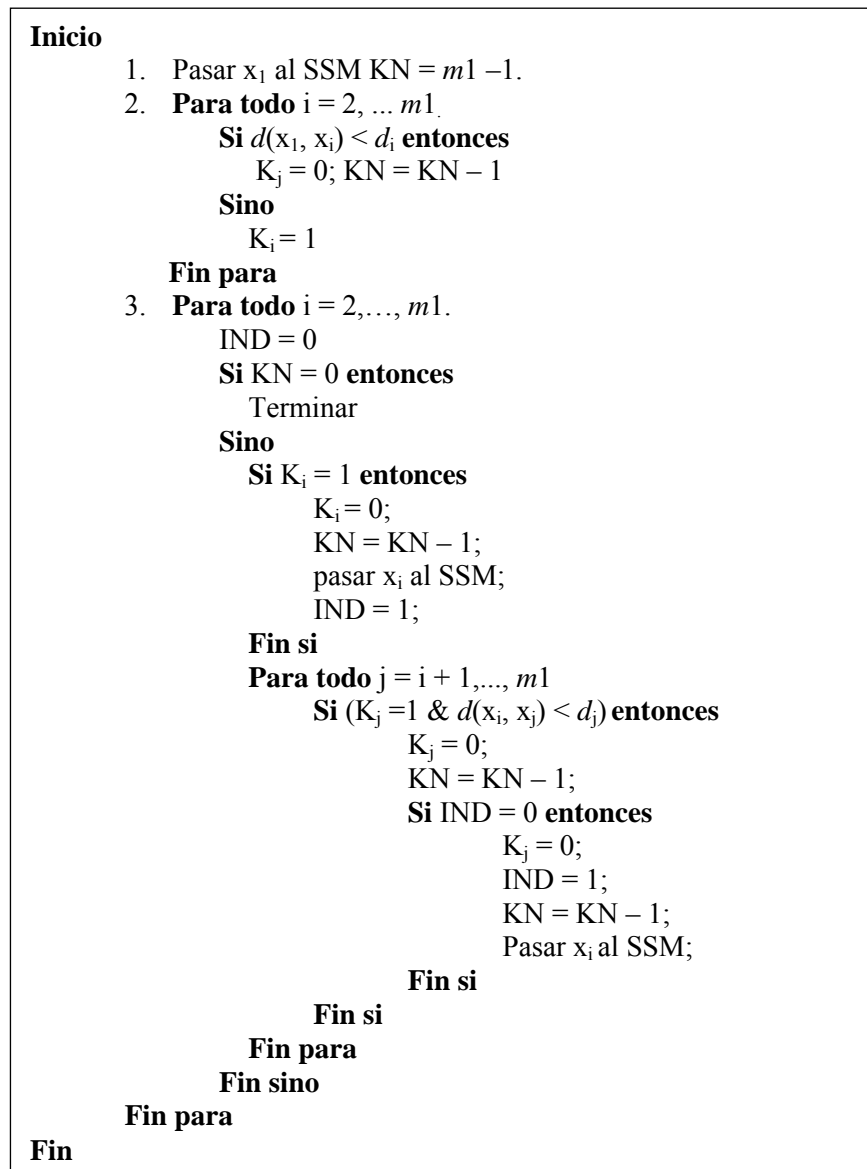 Inicio
1. Pasar x₁ al SSM KN = m1 –1.
2. Para todo i = 2, ... m1.
Si d(x₁, xᵢ) < dᵢ entonces
Kⱼ = 0; KN = KN – 1
Sino
Kᵢ = 1
Fin para
3. Para todo i = 2,…, m1.
IND = 0
Si KN = 0 entonces
Terminar
Sino
Si Kᵢ = 1 entonces
Kᵢ = 0;
KN = KN – 1;
pasar xᵢ al SSM;
IND = 1;
Fin si
Para todo j = i + 1,..., m1
Si (Kⱼ =1 & d(xᵢ, xⱼ) < dⱼ) entonces
Kⱼ = 0;
KN = KN – 1;
Si IND = 0 entonces
Kⱼ = 0;
IND = 1;
KN = KN – 1;
Pasar xᵢ al SSM;
Fin si
Fin si
Fin para
Fin sino
Fin para
Fin